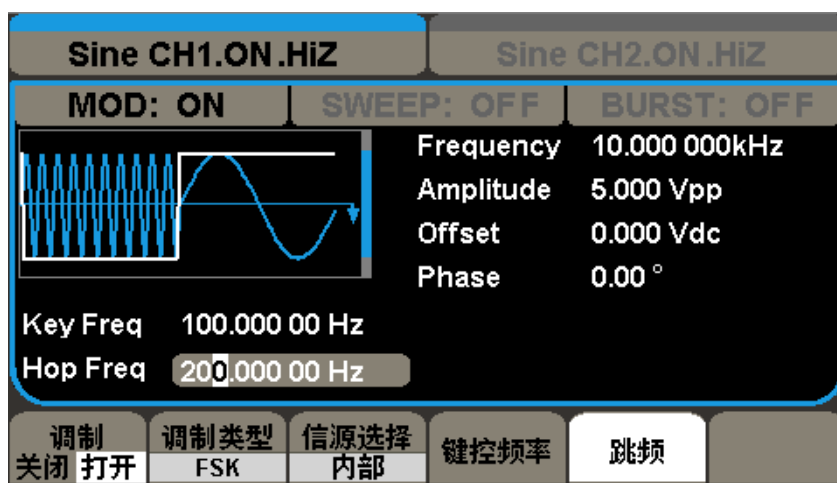 Sine CH1.ON.HiZ
Sine CH2.ON.HiZ
MOD: ON
SWEEP: OFF
BURST: OFF
Frequency 10.000 000kHz
Amplitude 5.000 Vpp
Offset 0.000 Vdc
Phase 0.00 °
Key Freq 100.000 00 Hz
Hop Freq 200.000 00 Hz
调制
关闭 打开
调制类型
FSK
信源选择
内部
键控频率
跳频